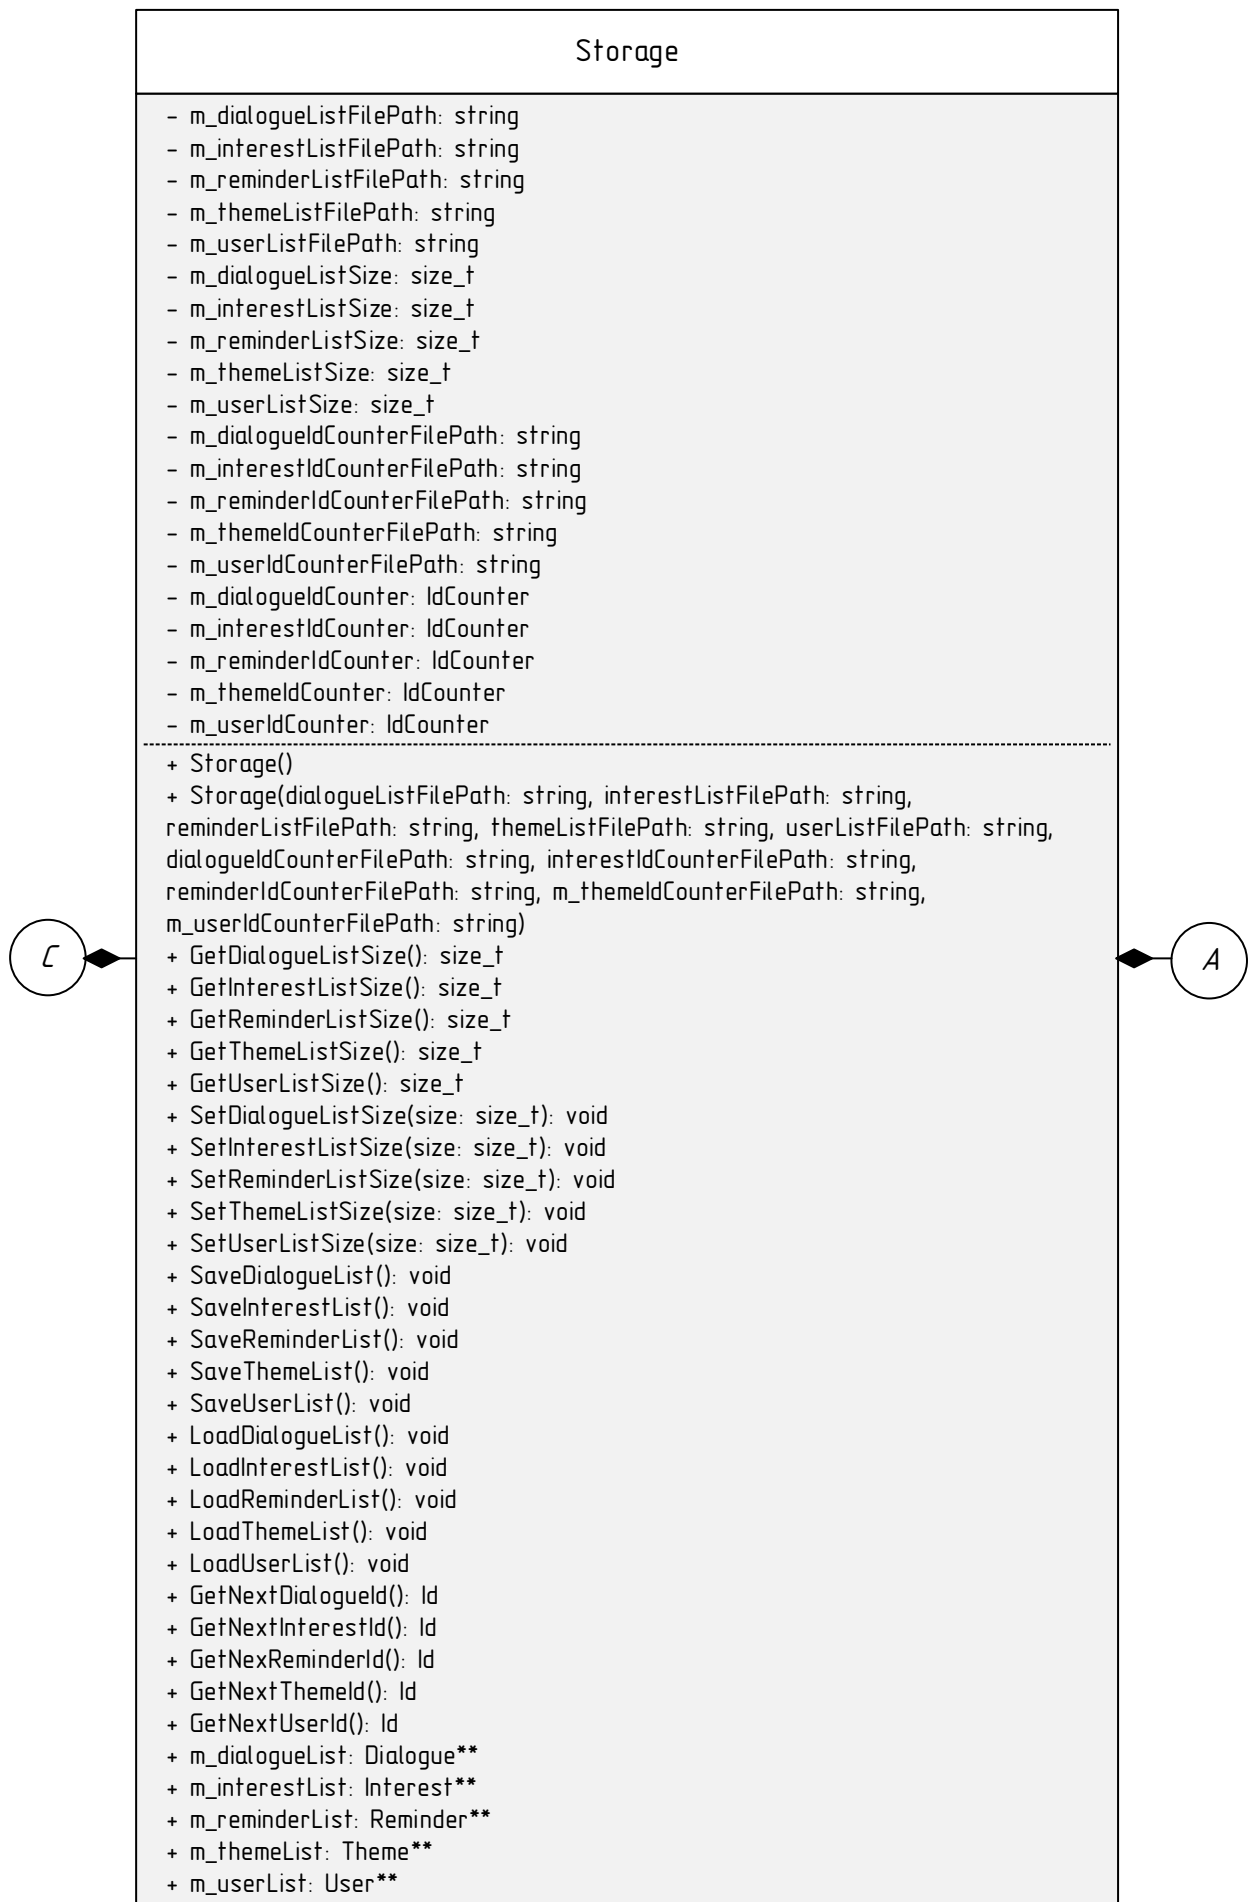 Storage
- m_dialogueListFilePath: string
- m_interestListFilePath: string
- m_reminderListFilePath: string
- m_themeListFilePath: string
- m_userListFilePath: string
- m_dialogueListSize: size_t
- m_interestListSize: size_t
- m_reminderListSize: size_t
- m_themeListSize: size_t
- m_userListSize: size_t
- m_dialogueIdCounterFilePath: string
- m_interestIdCounterFilePath: string
- m_reminderIdCounterFilePath: string
- m_themeIdCounterFilePath: string
- m_userIdCounterFilePath: string
- m_dialogueIdCounter: IdCounter
- m_interestIdCounter: IdCounter
- m_reminderIdCounter: IdCounter
- m_themeIdCounter: IdCounter
- m_userIdCounter: IdCounter
+ Storage()
+ Storage(dialogueListFilePath: string, interestListFilePath: string,
reminderListFilePath: string, themeListFilePath: string, userListFilePath: string,
dialogueIdCounterFilePath: string, interestIdCounterFilePath: string,
reminderIdCounterFilePath: string, m_themeIdCounterFilePath: string,
m_userIdCounterFilePath: string)
+ GetDialogueListSize(): size_t
+ GetInterestListSize(): size_t
+ GetReminderListSize(): size_t
+ GetThemeListSize(): size_t
+ GetUserListSize(): size_t
+ SetDialogueListSize(size: size_t): void
+ SetInterestListSize(size: size_t): void
+ SetReminderListSize(size: size_t): void
+ SetThemeListSize(size: size_t): void
+ SetUserListSize(size: size_t): void
+ SaveDialogueList(): void
+ SaveInterestList(): void
+ SaveReminderList(): void
+ SaveThemeList(): void
+ SaveUserList(): void
+ LoadDialogueList(): void
+ LoadInterestList(): void
+ LoadReminderList(): void
+ LoadThemeList(): void
+ LoadUserList(): void
+ GetNextDialogueId(): Id
+ GetNextInterestId(): Id
+ GetNexReminderId(): Id
+ GetNextThemeId(): Id
+ GetNextUserId(): Id
+ m_dialogueList: Dialogue**
+ m_interestList: Interest**
+ m_reminderList: Reminder**
+ m_themeList: Theme**
+ m_userList: User**
C
A